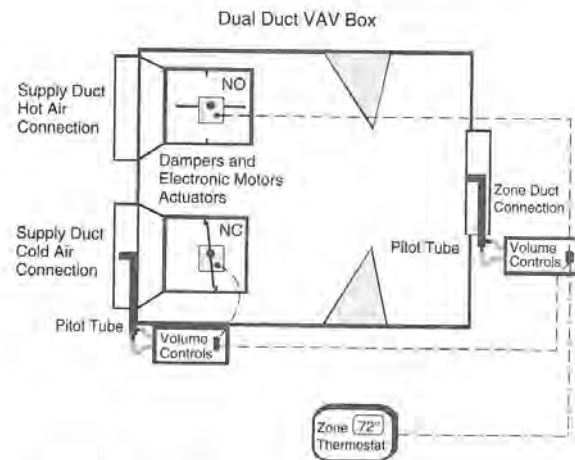 Dual Duct VAV Box
Supply Duct
Hot Air
Connection
NO
Dampers and
Electronic Motors
Actuators
Zone Duct
Connection
Supply Duct
Cold Air
Connection
NC
Pitot Tube
Volume
Controls
Pitot Tube
Volume
Controls
Zone 72°
Thermostat